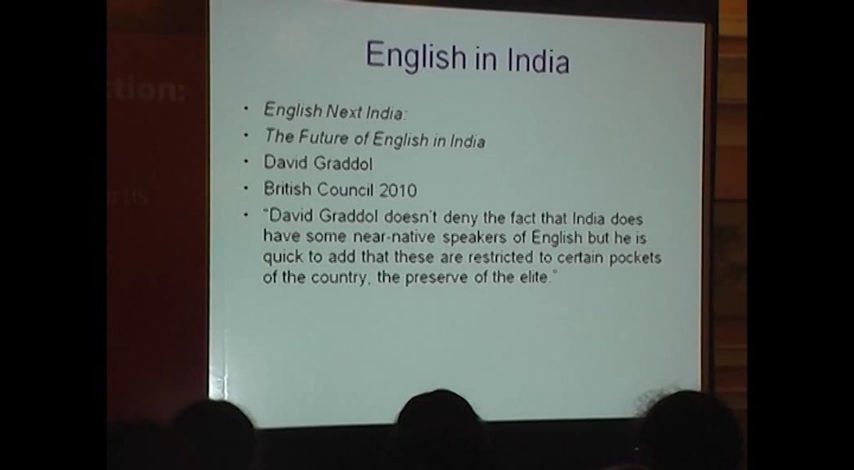 English in India
• English Next India:
• The Future of English in India
• David Graddol
• British Council 2010
• "David Graddol doesn't deny the fact that India does
have some near-native speakers of English but he is
quick to add that these are restricted to certain pockets
of the country, the preserve of the elite."
tion: